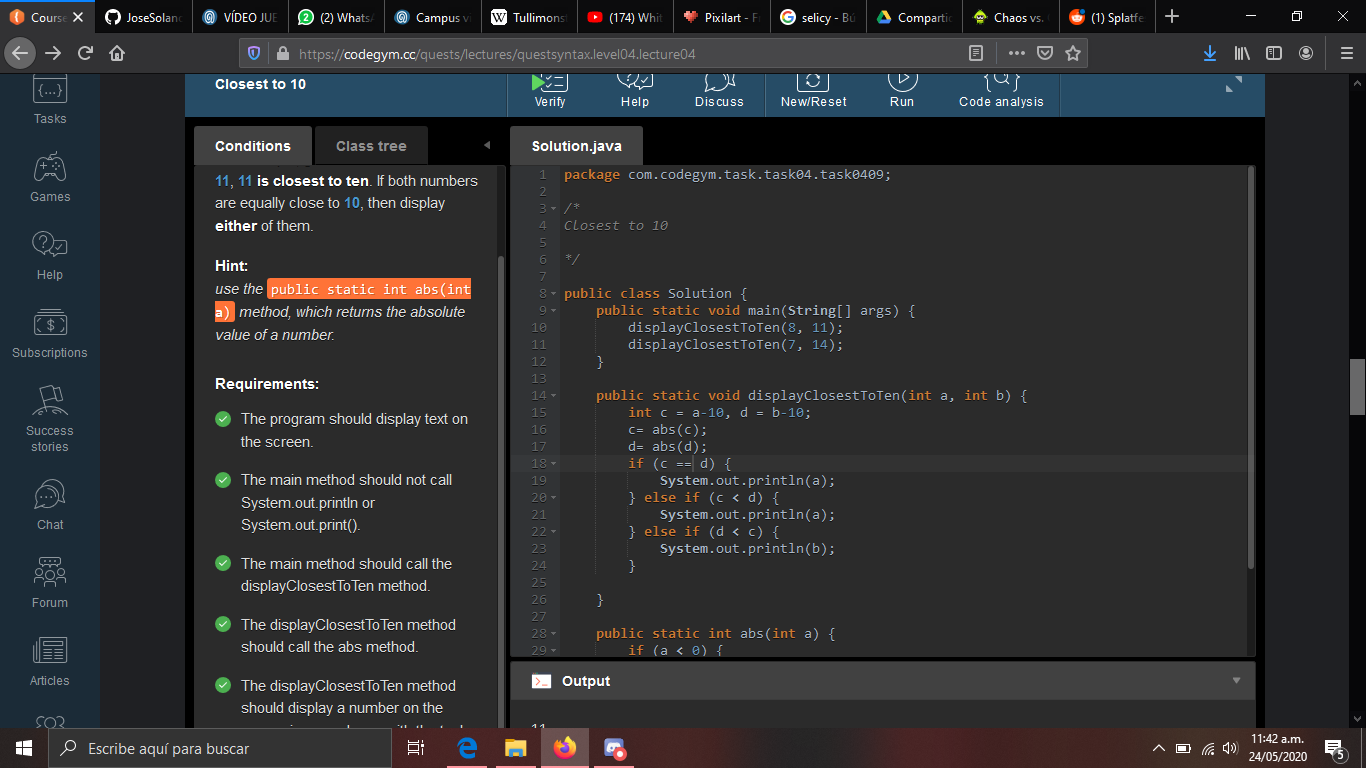 Course
JoseSolano
VÍDEO JUE
(2) WhatsA
Campus vi
Tullimonst
(174) Whit
Pixilart - Fr
selicy - Bú
Compartic
Chaos vs. O
(1) Splatfe
https://codegym.cc/quests/lectures/questsyntax.level04.lecture04
{...}
Tasks
Games
Help
Subscriptions
Success
stories
Chat
Forum
Articles
Closest to 10
Verify
Help
Discuss
New/Reset
Run
Code analysis
Conditions
Class tree
11, 11 is closest to ten. If both numbers
are equally close to 10, then display
either of them.
Hint:
use the public static int abs(int
a) method, which returns the absolute
value of a number.
Requirements:
The program should display text on
the screen.
The main method should not call
System.out.println or
System.out.print().
The main method should call the
displayClosestToTen method.
The displayClosestToTen method
should call the abs method.
The displayClosestToTen method
should display a number on the
Solution.java
1 package com.codegym.task.task04.task0409;
2
3 /*
4 Closest to 10
5
6 */
7
8 public class Solution {
9 public static void main(String[] args) {
10 displayClosestToTen(8, 11);
11 displayClosestToTen(7, 14);
12 }
13
14 public static void displayClosestToTen(int a, int b) {
15 int c = a-10, d = b-10;
16 c= abs(c);
17 d= abs(d);
18 if (c == d) {
19 System.out.println(a);
20 } else if (c < d) {
21 System.out.println(a);
22 } else if (d < c) {
23 System.out.println(b);
24 }
25
26 }
27
28 public static int abs(int a) {
29 if (a < 0) {
Output
11
Escribe aquí para buscar
11:42 a.m.
24/05/2020
5